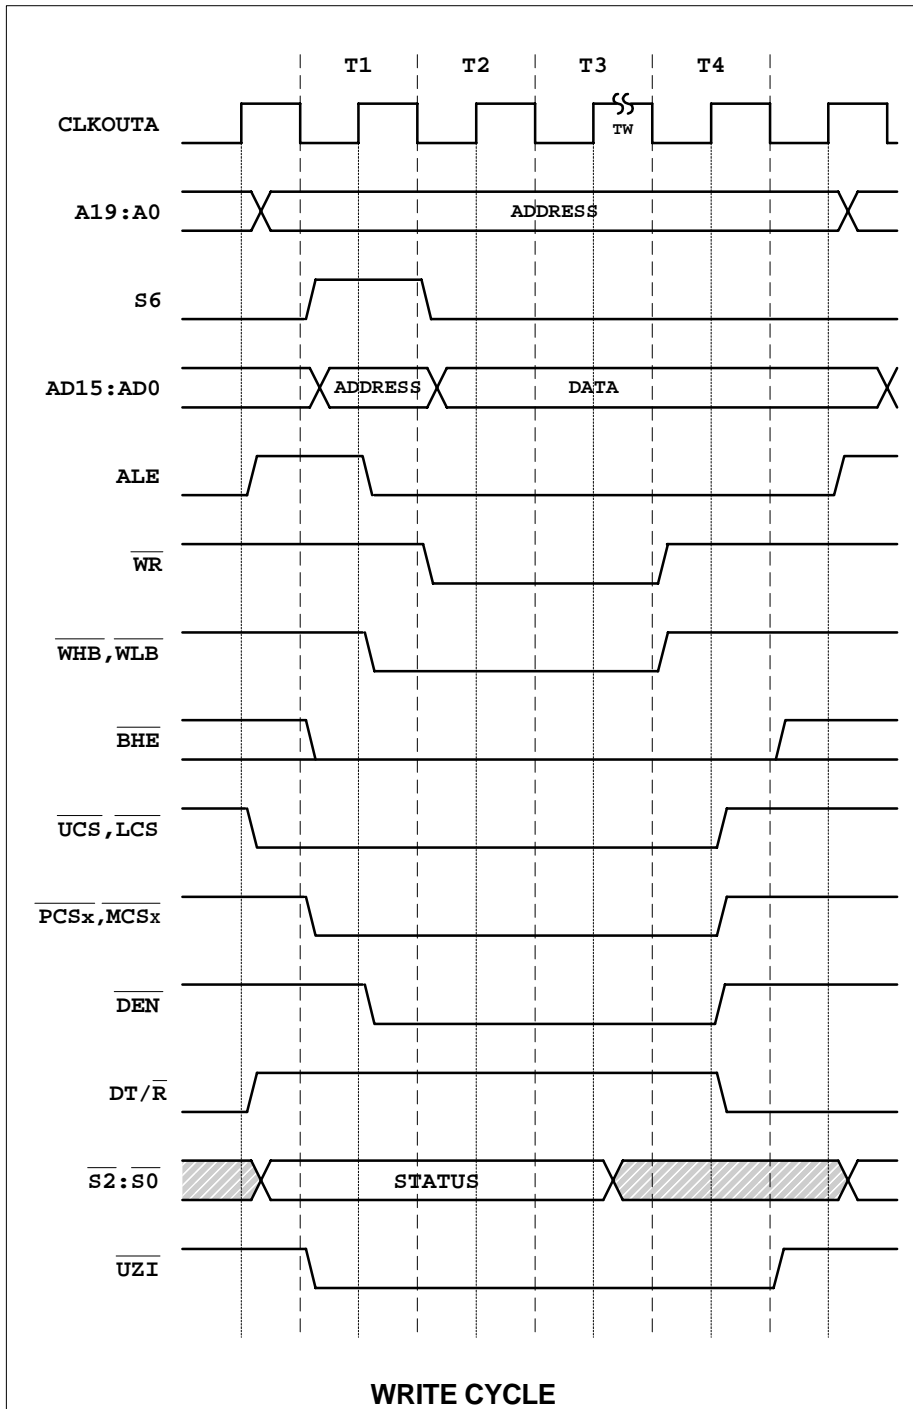 T1 T2 T3 T4
CLKOUTA
TW
A19:A0
ADDRESS
S6
AD15:AD0
ADDRESS
DATA
ALE
WR
WHB,WLB
BHE
UCS,LCS
PCSx,MCSx
DEN
DT/R
S2:S0
STATUS
UZI
WRITE CYCLE